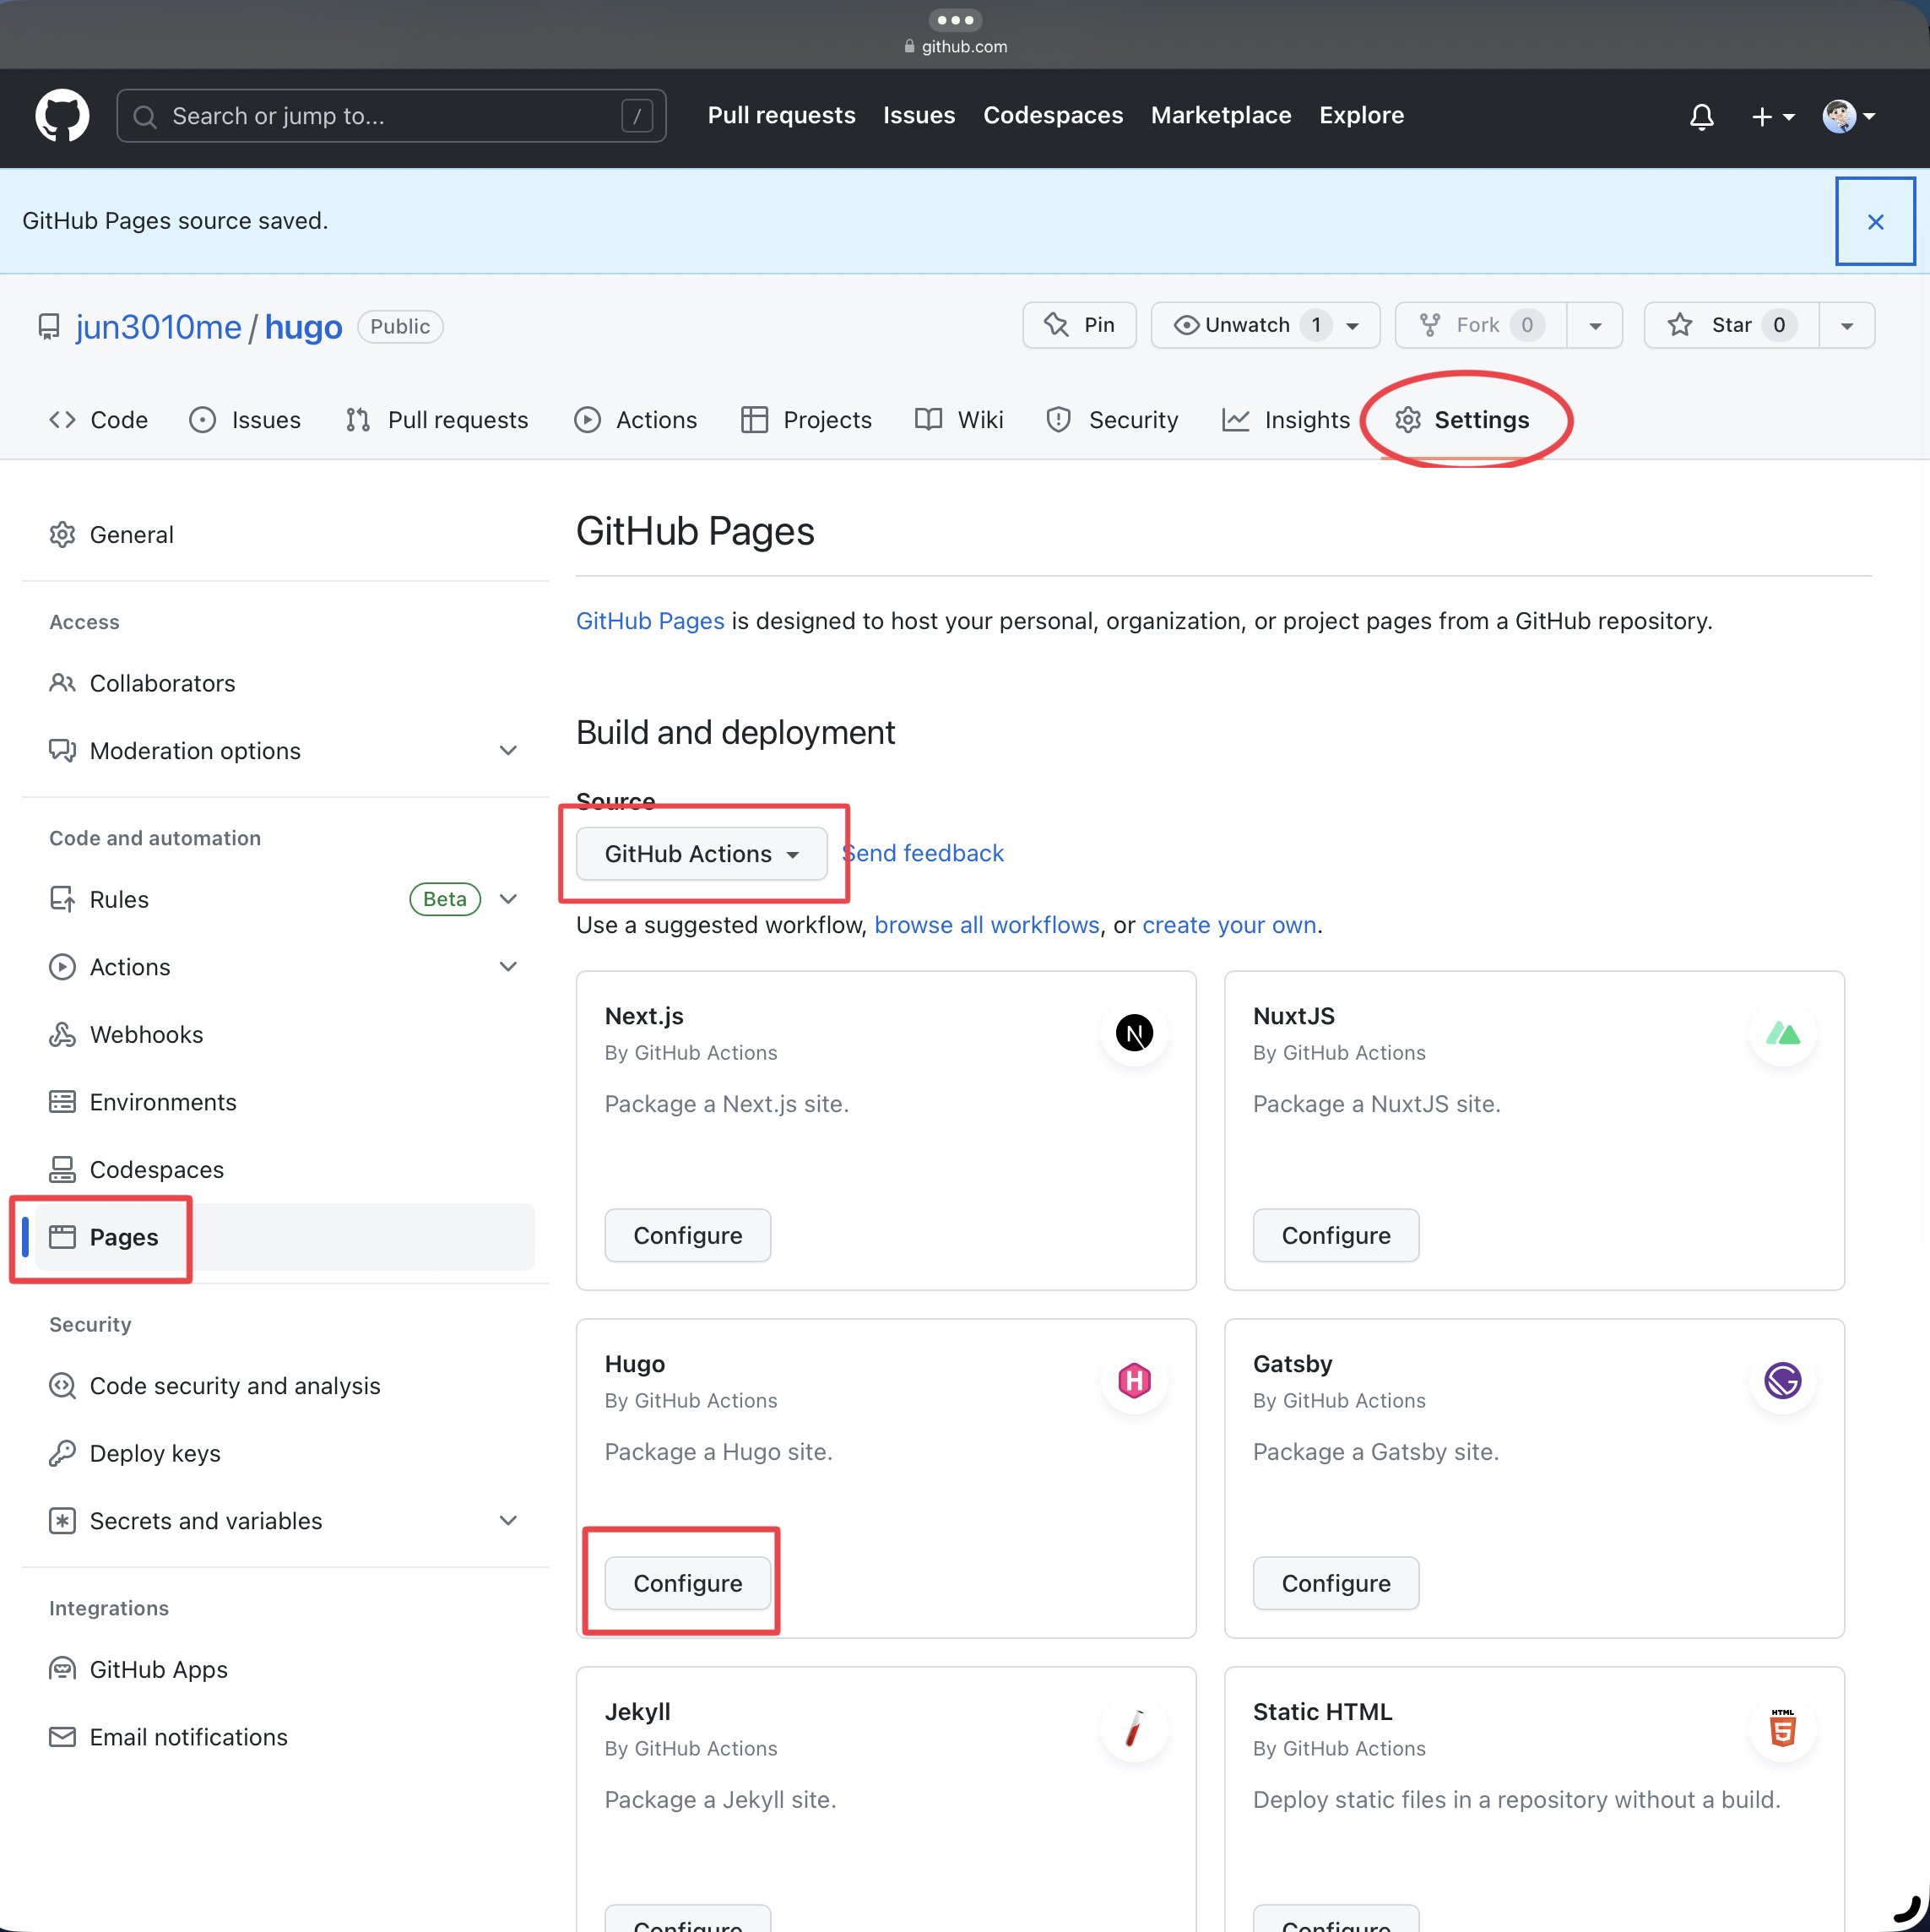 github.com
Search or jump to... /
Pull requests Issues Codespaces Marketplace Explore
GitHub Pages source saved.
jun3010me / hugo Public
Pin Unwatch 1 Fork 0 Star 0
Code Issues Pull requests Actions Projects Wiki Security Insights Settings
General
Access
Collaborators
Moderation options
Code and automation
Rules Beta
Actions
Webhooks
Environments
Codespaces
Pages
Security
Code security and analysis
Deploy keys
Secrets and variables
Integrations
GitHub Apps
Email notifications
GitHub Pages
GitHub Pages is designed to host your personal, organization, or project pages from a GitHub repository.
Build and deployment
Source
GitHub Actions Send feedback
Use a suggested workflow, browse all workflows, or create your own.
Next.js
By GitHub Actions
Package a Next.js site.
Configure
NuxtJS
By GitHub Actions
Package a NuxtJS site.
Configure
Hugo
By GitHub Actions
Package a Hugo site.
Configure
Gatsby
By GitHub Actions
Package a Gatsby site.
Configure
Jekyll
By GitHub Actions
Package a Jekyll site.
Configure
Static HTML
By GitHub Actions
HTML
5
Deploy static files in a repository without a build.
Configure